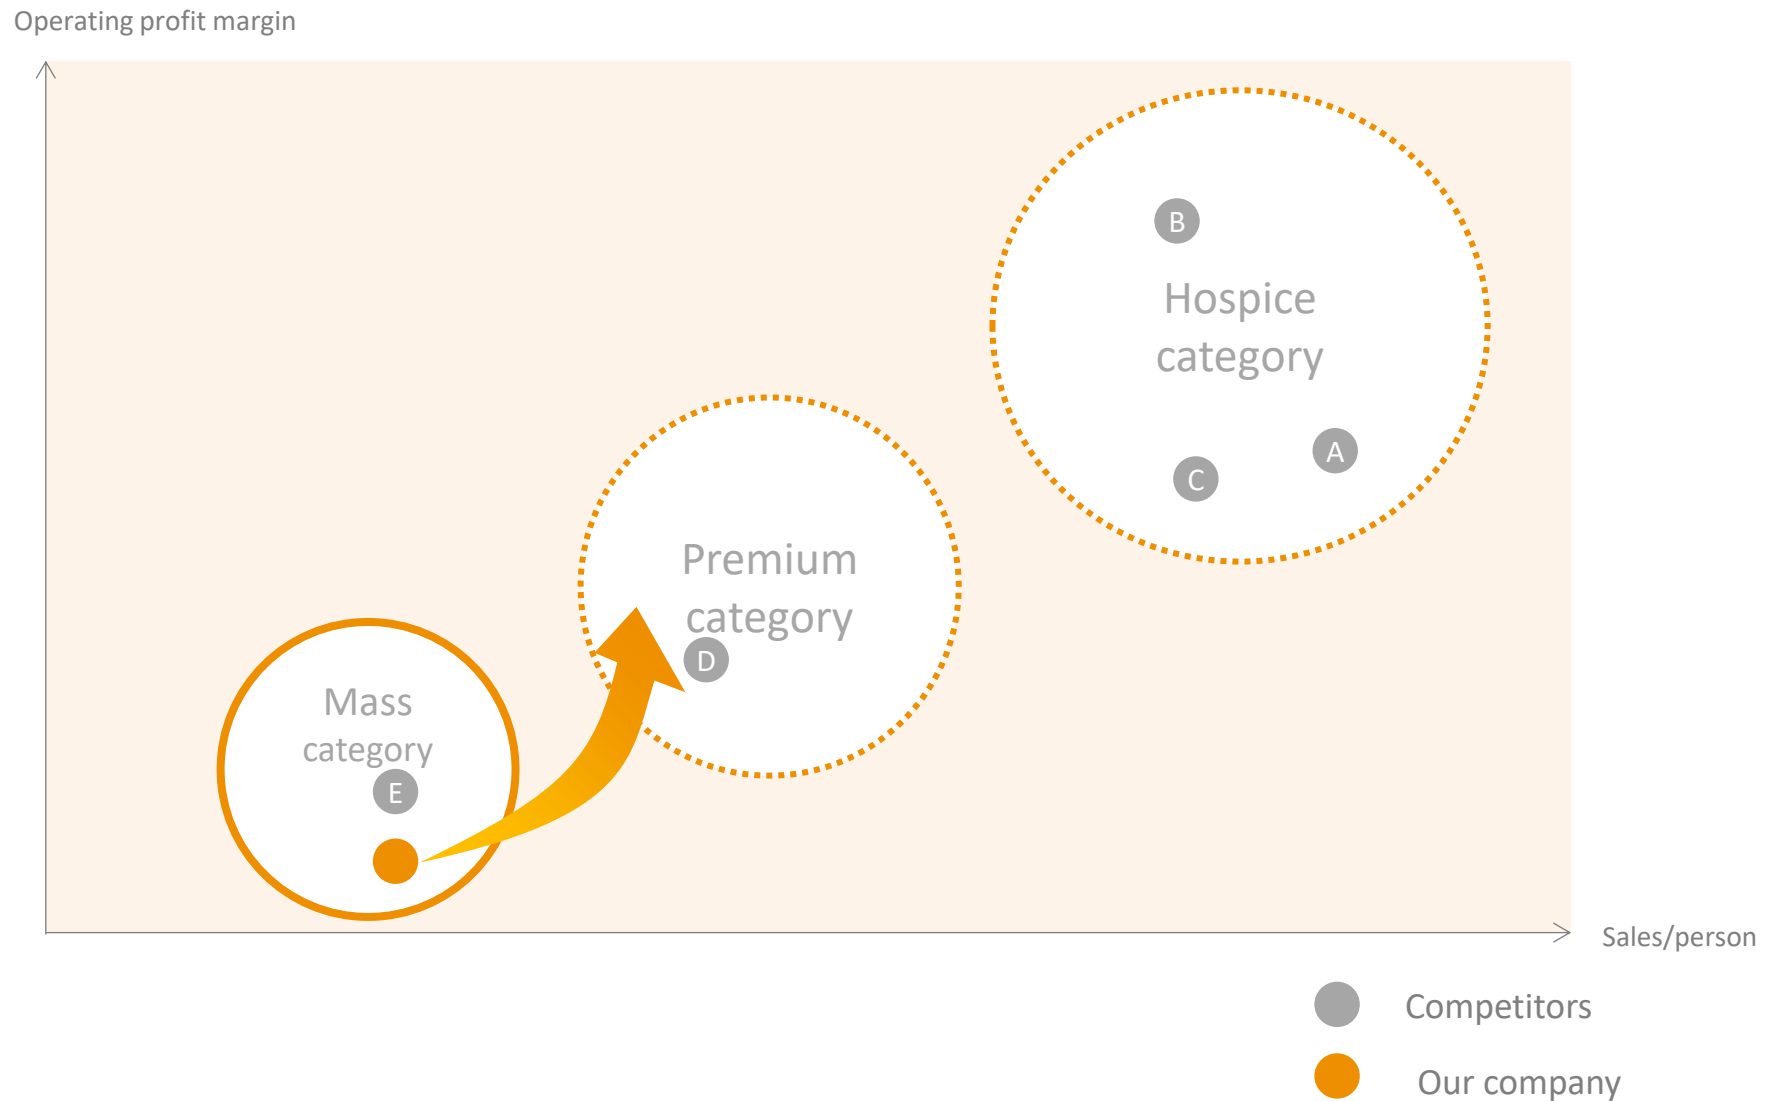 Operating profit margin
B
Hospice
category
A
C
Premium
category
D
Mass
category
E
Sales/person
Competitors
Our company